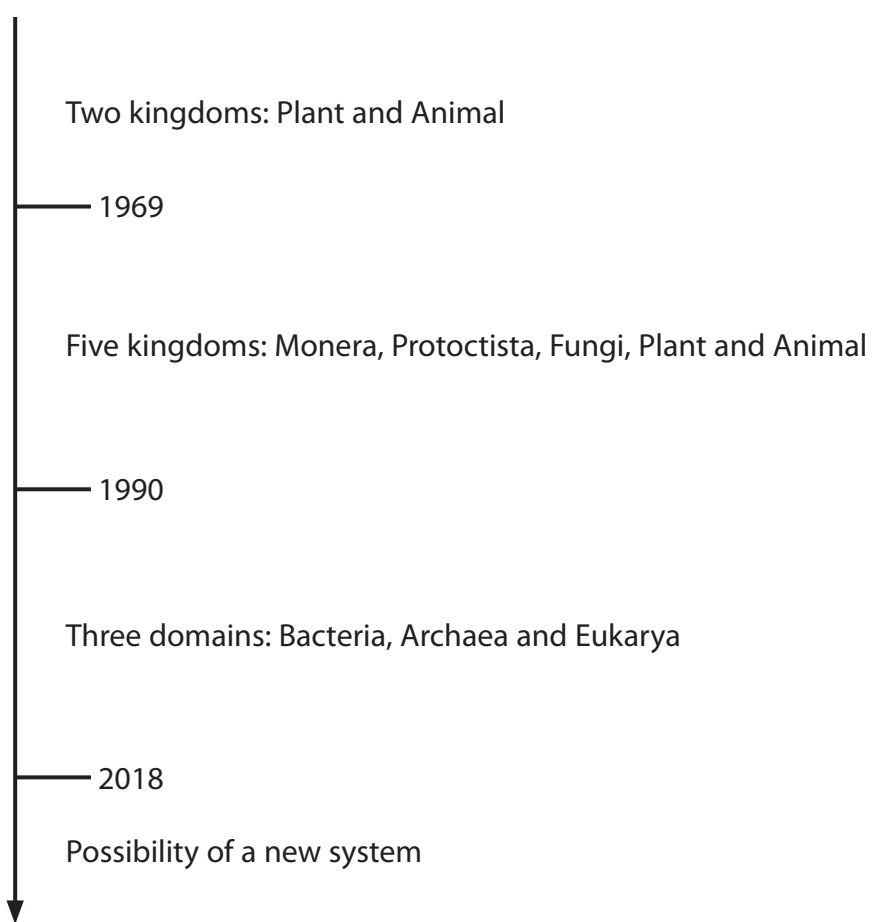 Two kingdoms: Plant and Animal
1969
Five kingdoms: Monera, Protoctista, Fungi, Plant and Animal
1990
Three domains: Bacteria, Archaea and Eukarya
2018
Possibility of a new system